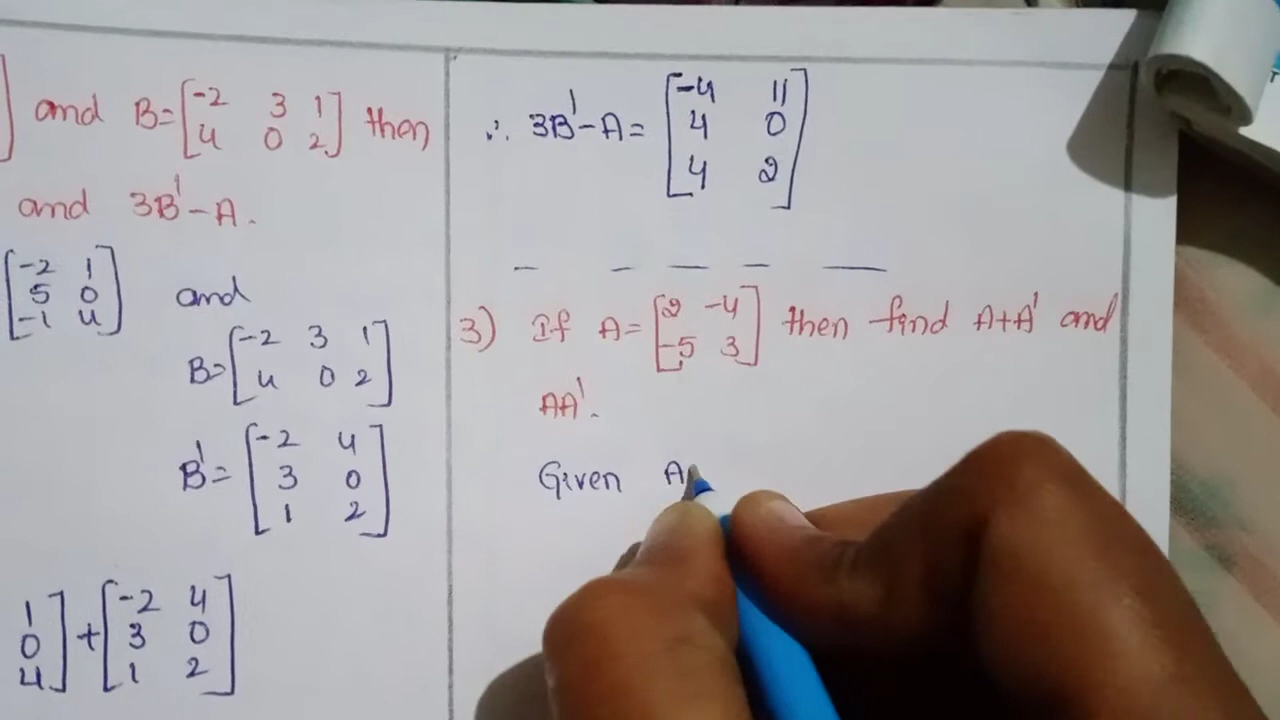 ] and B = [-2 3 1
4 0 2] then
and 3B' - A.
[-2 1
5 0
-1 4] and
B = [-2 3 1
4 0 2]
B' = [-2 4
3 0
1 2]
1
0
4] + [-2 4
3 0
1 2]
∴ 3B' - A = [-4 11
4 0
4 2]
3) If A = [2 -4
-5 3] then find A + A' and
AA'.
Given A